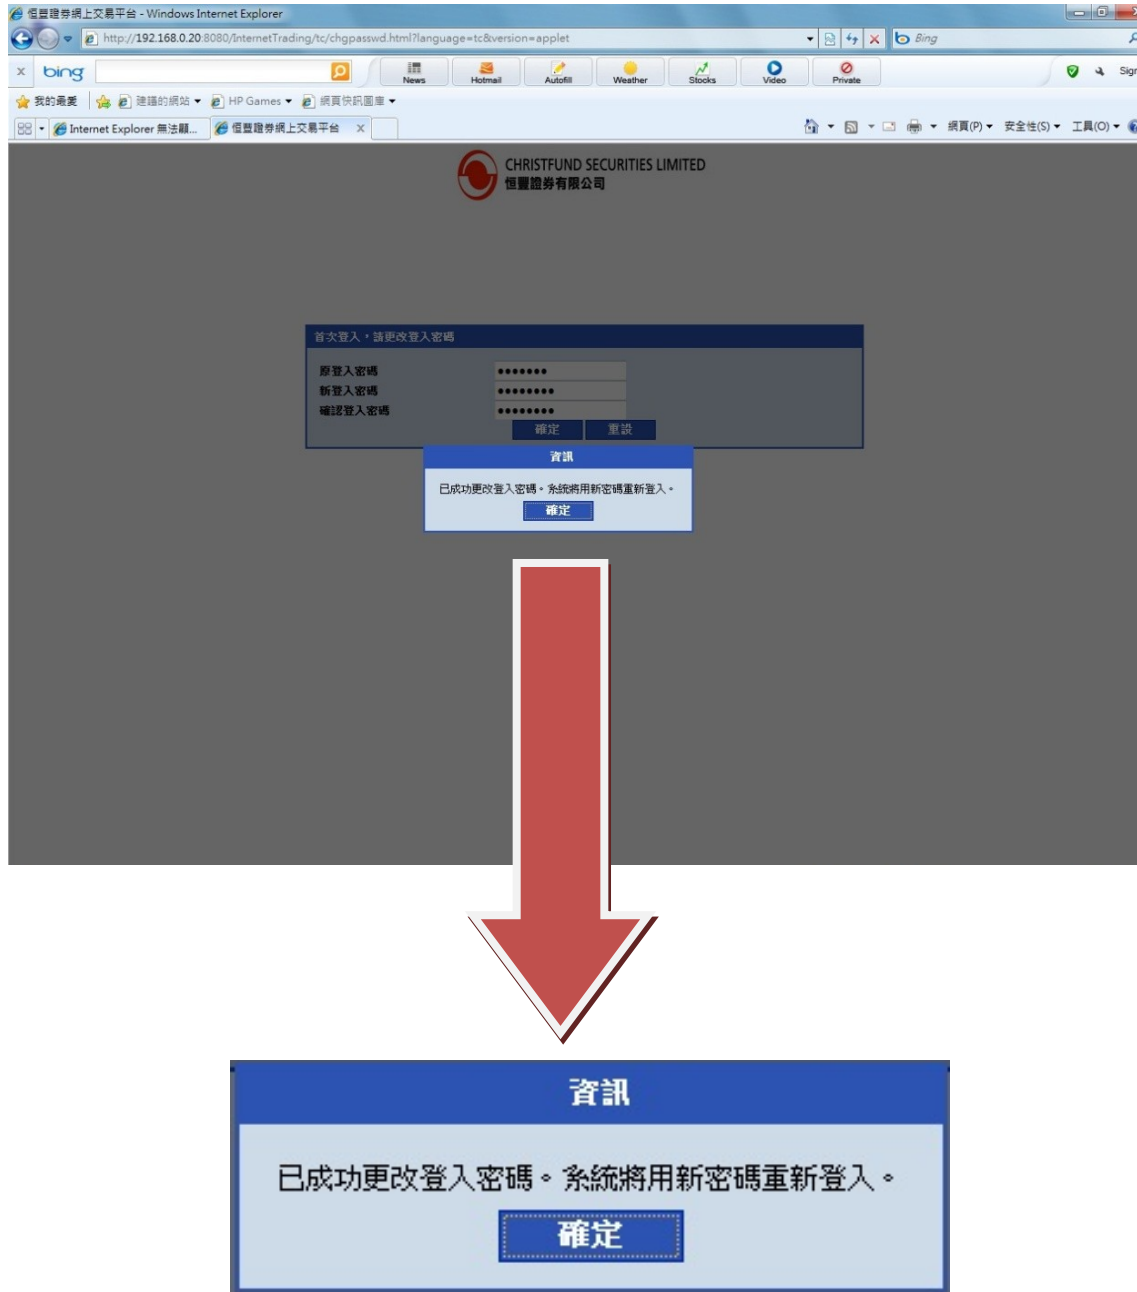 恒豐證券網上交易平台 - Windows Internet Explorer
http://192.168.0.20:8080/InternetTrading/tc/chgpasswd.html?language=tc&version=applet
Bing
bing
News
Hotmail
Autofill
Weather
Stocks
Video
Private
我的最愛
建議的網站
HP Games
網頁快訊圖庫
Internet Explorer 無法顯...
恒豐證券網上交易平台
網頁(P)
安全性(S)
工具(O)
CHRISTFUND SECURITIES LIMITED
恒豐證券有限公司
首次登入，請更改登入密碼
原登入密碼
新登入密碼
確認登入密碼
確定
重設
資訊
已成功更改登入密碼。系統將用新密碼重新登入。
確定
資訊
已成功更改登入密碼。系統將用新密碼重新登入。
確定